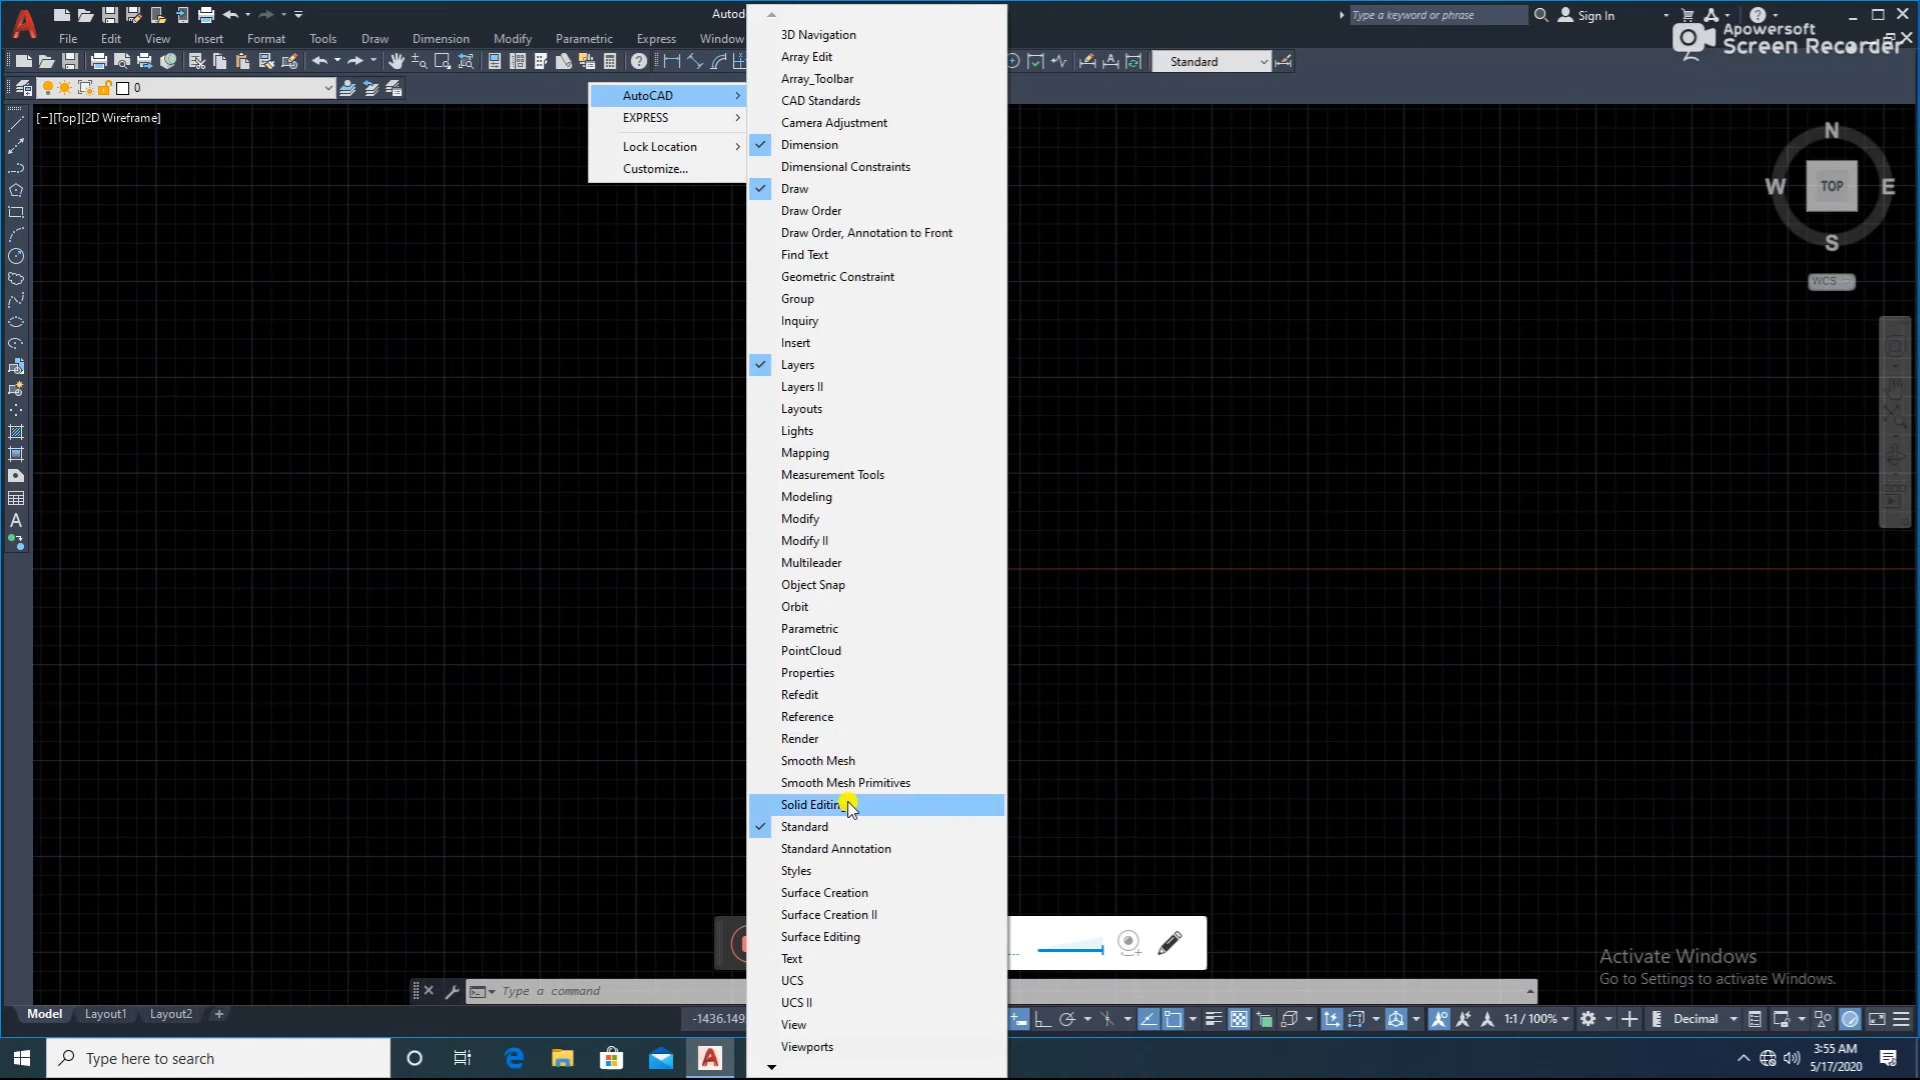 Autod
Type a keyword or phrase
Sign In
Apowersoft
Screen Recorder
File Edit View Insert Format Tools Draw Dimension Modify Parametric Express Window
Standard
0
[−][Top][2D Wireframe]
AutoCAD
EXPRESS
Lock Location
Customize...
3D Navigation
Array Edit
Array_Toolbar
CAD Standards
Camera Adjustment
Dimension
Dimensional Constraints
Draw
Draw Order
Draw Order, Annotation to Front
Find Text
Geometric Constraint
Group
Inquiry
Insert
Layers
Layers II
Layouts
Lights
Mapping
Measurement Tools
Modeling
Modify
Modify II
Multileader
Object Snap
Orbit
Parametric
PointCloud
Properties
Refedit
Reference
Render
Smooth Mesh
Smooth Mesh Primitives
Solid Editin
Standard
Standard Annotation
Styles
Surface Creation
Surface Creation II
Surface Editing
Text
UCS
UCS II
View
Viewports
N
W TOP E
S
WCS
Activate Windows
Go to Settings to activate Windows.
Type a command
Model Layout1 Layout2 +
-1436.149
1:1 / 100%
Decimal
Type here to search
3:55 AM
5/17/2020